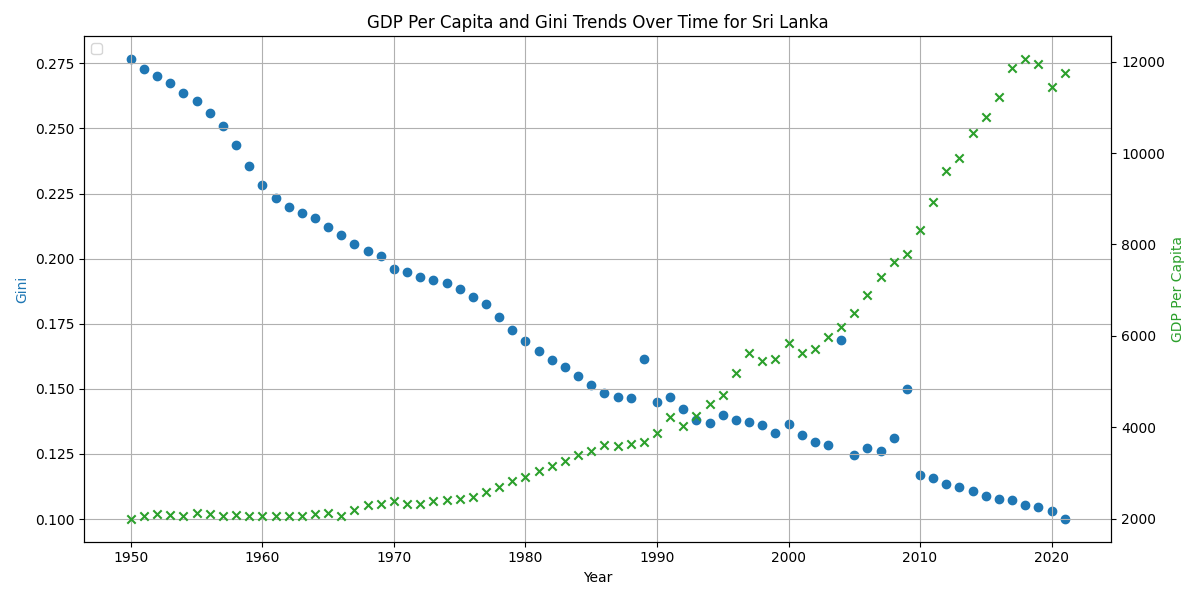 GDP Per Capita and Gini Trends Over Time for Sri Lanka
0.275
0.250
0.225
0.200
0.175
0.150
0.125
0.100
Gini
12000
10000
8000
6000
4000
2000
GDP Per Capita
1950 1960 1970 1980 1990 2000 2010 2020
Year